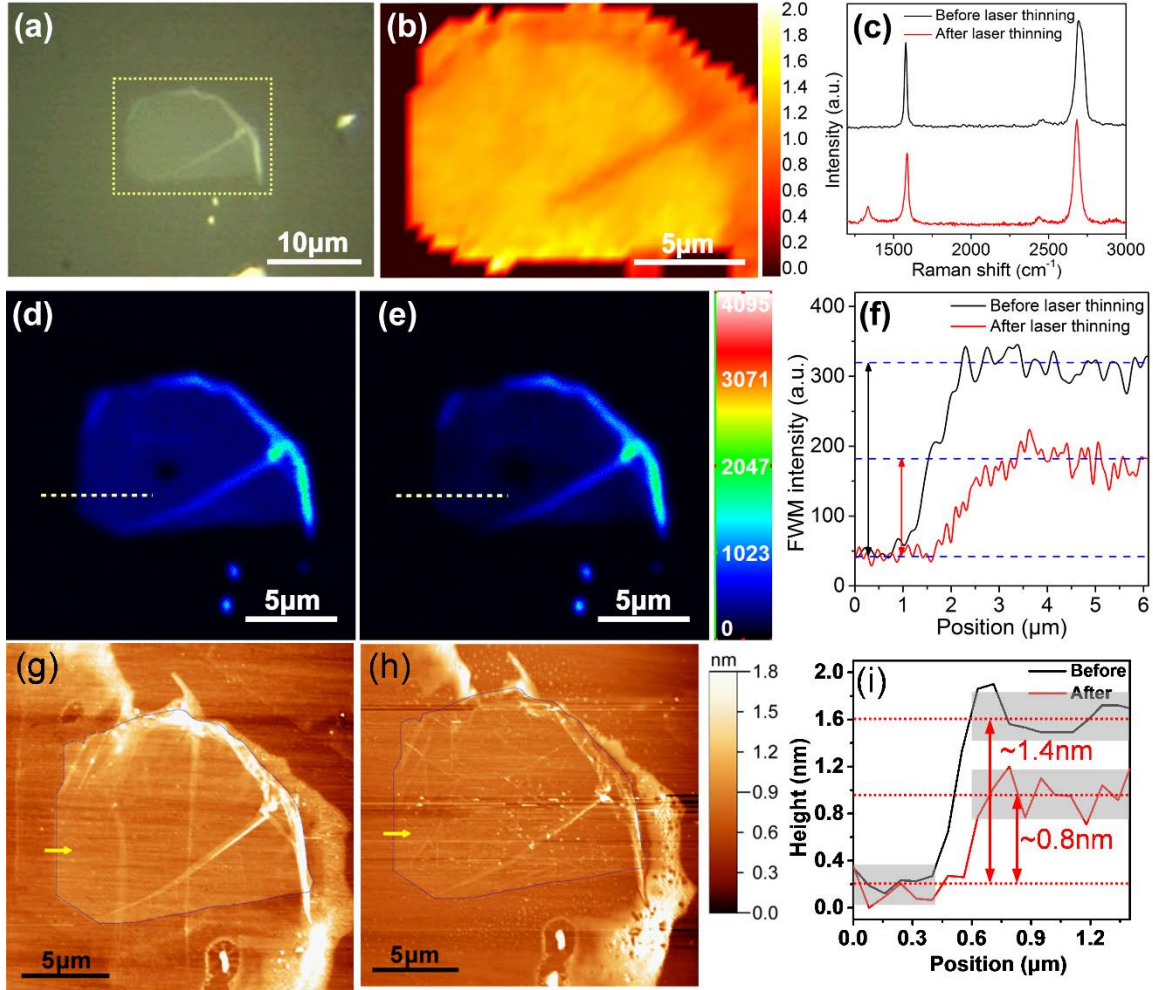 (a)
10µm
(b)
5µm
2.0
1.8
1.6
1.4
1.2
1.0
0.8
0.6
0.4
0.2
0.0
(c)
Before laser thinning
After laser thinning
Intensity (a.u.)
1500 2000 2500 3000
Raman shift (cm⁻¹)
(d)
5µm
(e)
5µm
4095
3071
2047
1023
0
(f)
Before laser thinning
After laser thinning
FWM intensity (a.u.)
400
300
200
100
0
0 1 2 3 4 5 6
Position (µm)
(g)
5µm
(h)
5µm
nm
1.8
1.5
1.2
0.9
0.6
0.3
0.0
(i)
Before
After
Height (nm)
2.0
1.6
1.2
0.8
0.4
0.0
~1.4nm
~0.8nm
0.0 0.3 0.6 0.9 1.2
Position (µm)